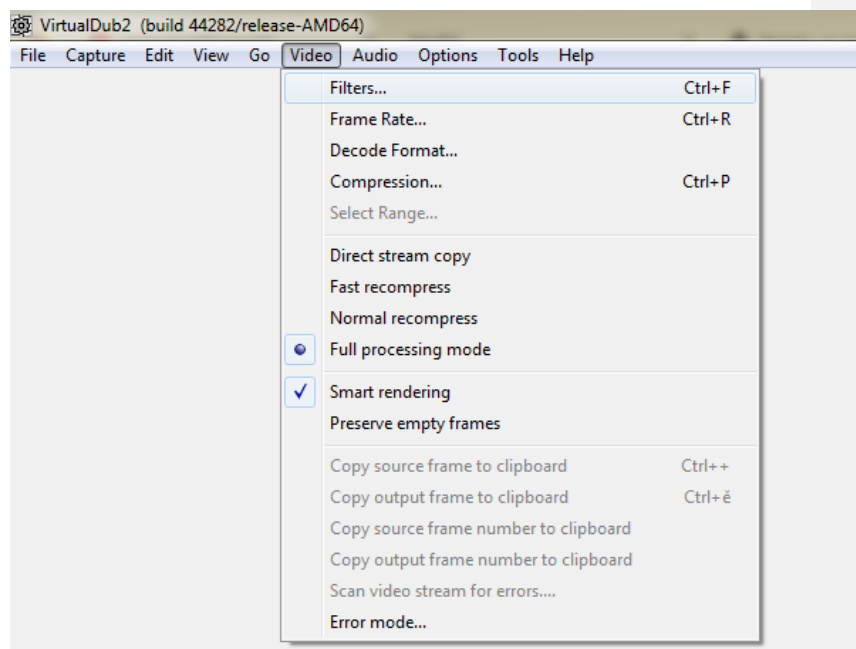 VirtualDub2 (build 44282/release-AMD64)
File Capture Edit View Go Video Audio Options Tools Help
Filters... Ctrl+F
Frame Rate... Ctrl+R
Decode Format...
Compression... Ctrl+P
Select Range...
Direct stream copy
Fast recompress
Normal recompress
Full processing mode
Smart rendering
Preserve empty frames
Copy source frame to clipboard Ctrl++
Copy output frame to clipboard Ctrl+ě
Copy source frame number to clipboard
Copy output frame number to clipboard
Scan video stream for errors....
Error mode...